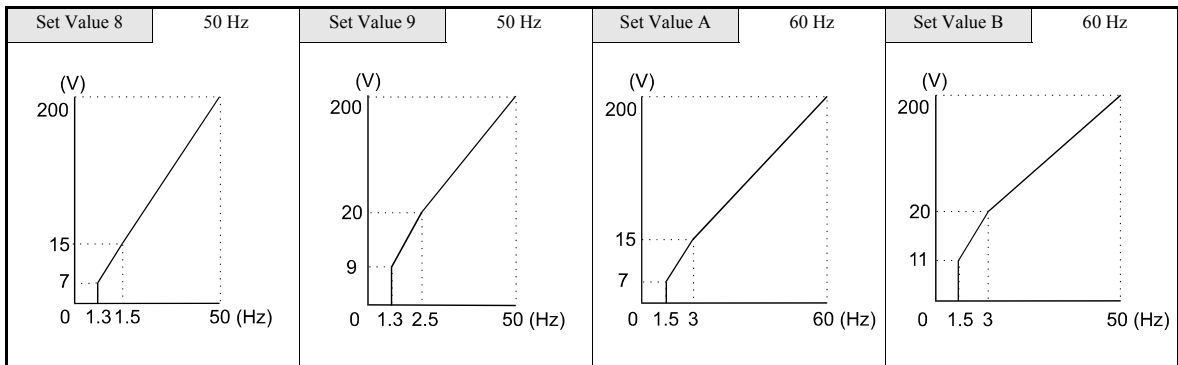 Set Value 8 50 Hz
(V)
200
15
7
0 1.3 1.5 50 (Hz)
Set Value 9 50 Hz
(V)
200
20
9
0 1.3 2.5 50 (Hz)
Set Value A 60 Hz
(V)
200
15
7
0 1.5 3 60 (Hz)
Set Value B 60 Hz
(V)
200
20
11
0 1.5 3 50 (Hz)